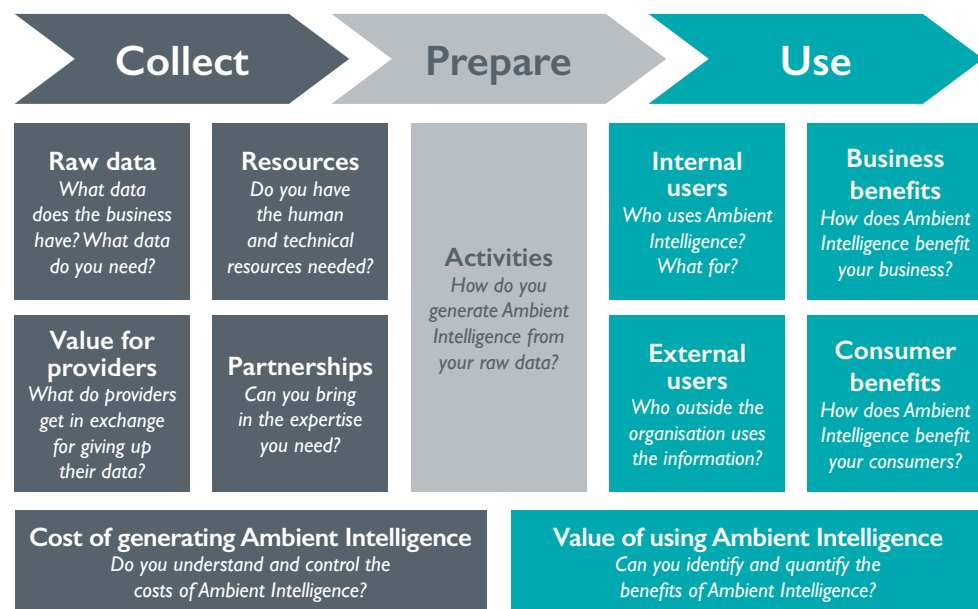 Collect
Prepare
Use
Raw data
What data
does the business
have? What data
do you need?
Resources
Do you have
the human
and technical
resources needed?
Value for
providers
What do providers
get in exchange
for giving up
their data?
Partnerships
Can you bring
in the expertise
you need?
Activities
How do you
generate Ambient
Intelligence from
your raw data?
Internal
users
Who uses Ambient
Intelligence?
What for?
Business
benefits
How does Ambient
Intelligence benefit
your business?
External
users
Who outside the
organisation uses
the information?
Consumer
benefits
How does Ambient
Intelligence benefit
your consumers?
Cost of generating Ambient Intelligence
Do you understand and control the
costs of Ambient Intelligence?
Value of using Ambient Intelligence
Can you identify and quantify the
benefits of Ambient Intelligence?